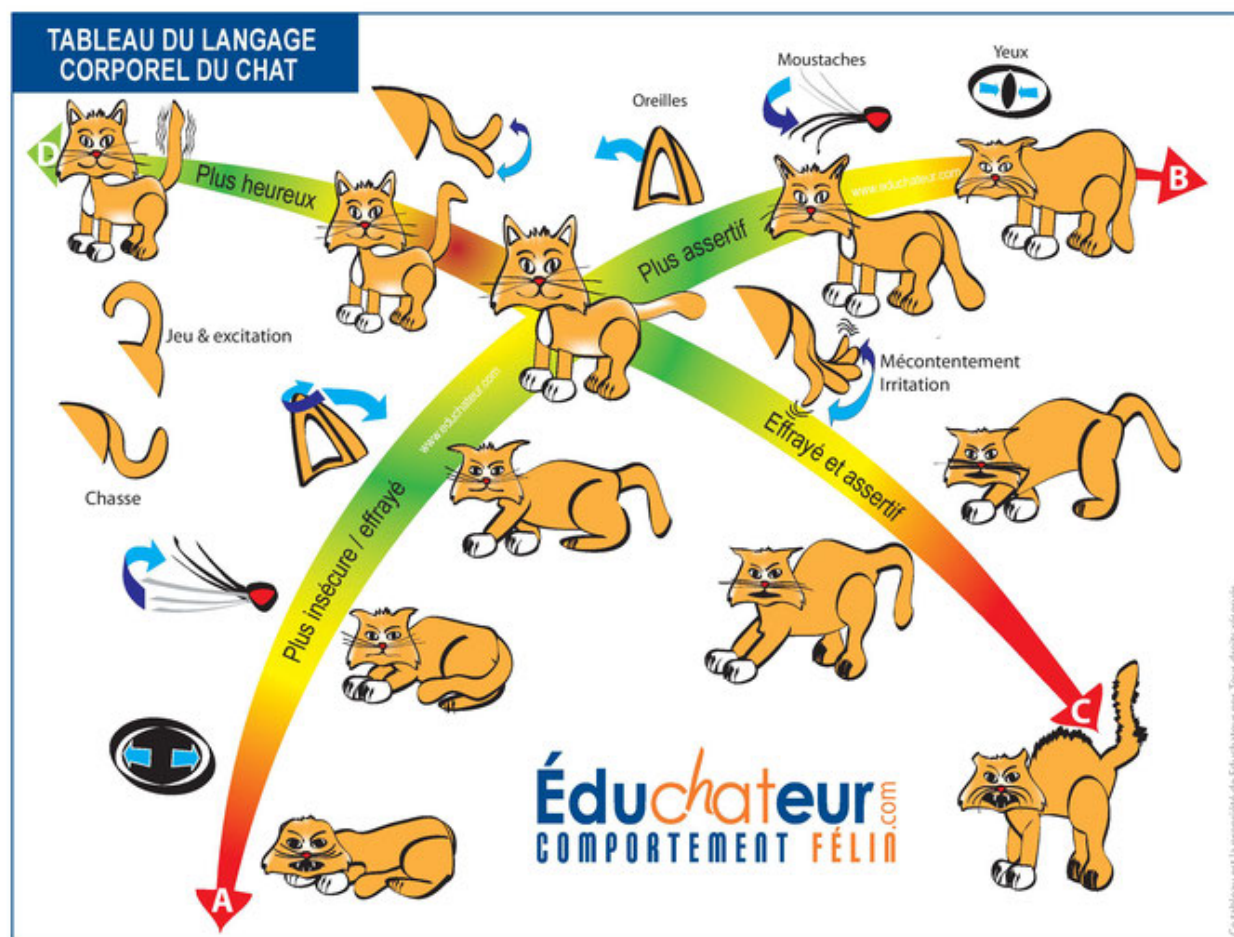 TABLEAU DU LANGAGE
CORPOREL DU CHAT
Yeux
Moustaches
Oreilles
D
Plus heureux
Plus assertif
www.educhateur.com
B
Jeu & excitation
Mécontentement
Irritation
www.educhateur.com
Effrayé et assertif
Chasse
Plus insécure / effrayé
C
Éduchateur.com
COMPORTEMENT FÉLIN
A